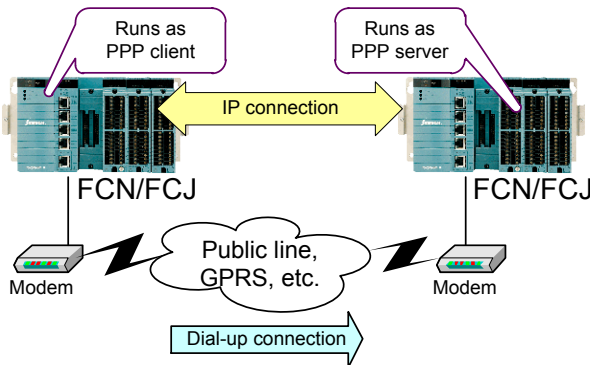 Runs as
PPP client
Runs as
PPP server
IP connection
FCN/FCJ
FCN/FCJ
Public line,
GPRS, etc.
Modem
Modem
Dial-up connection